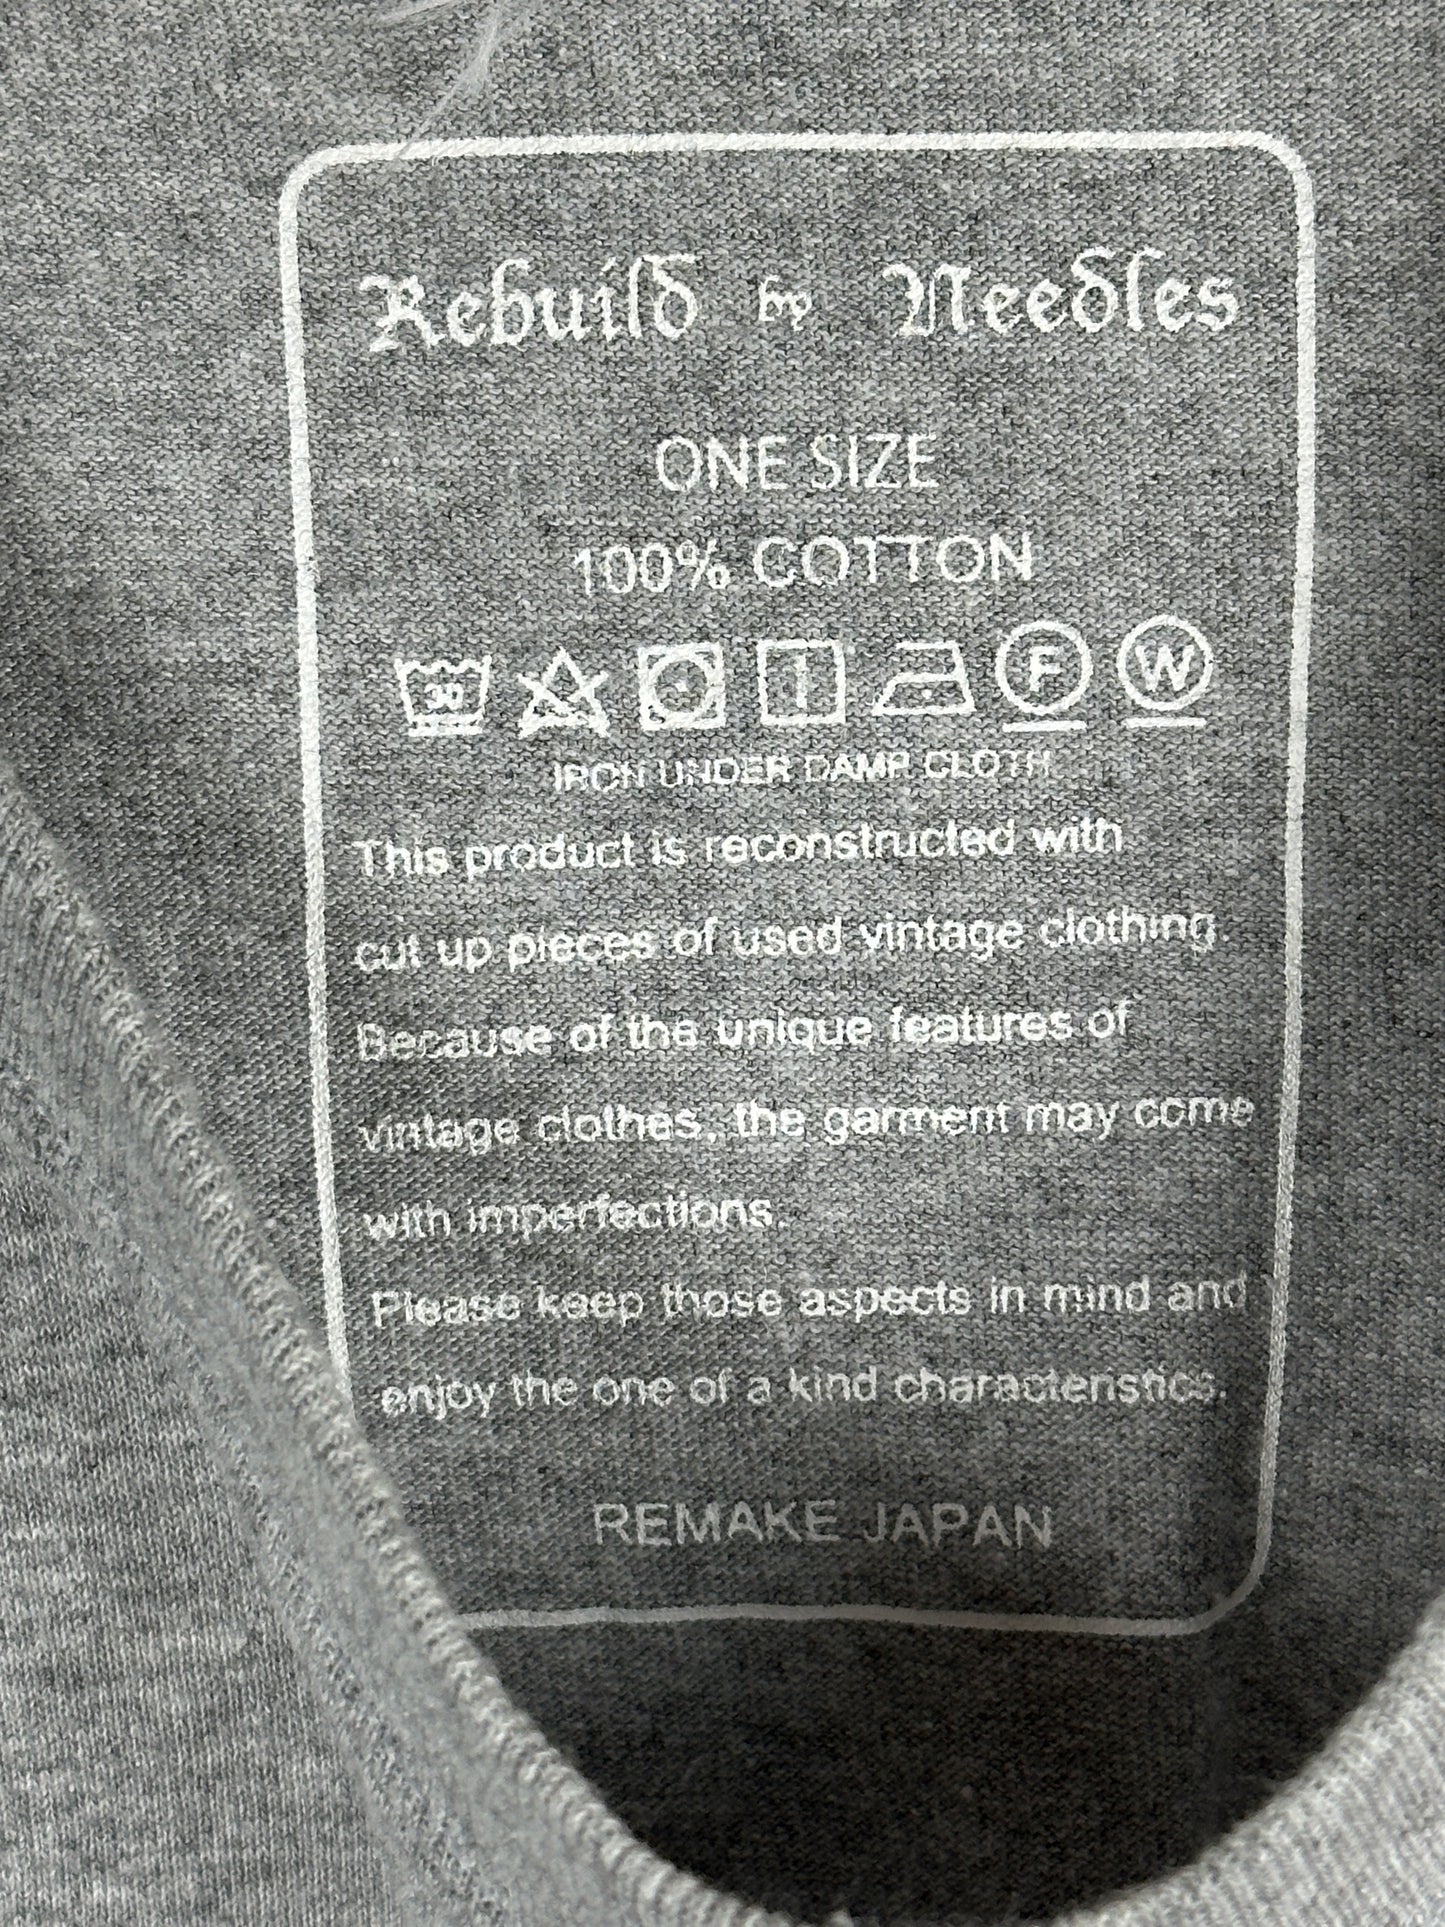 Rebuild by Needles
ONE SIZE
100% COTTON
30 F W
IRON UNDER DAMP CLOTH
This product is reconstructed with
cut up pieces of used vintage clothing.
Because of the unique features of
vintage clothes, the garment may come
with imperfections.
Please keep those aspects in mind and
enjoy the one of a kind characteristics.
REMAKE JAPAN